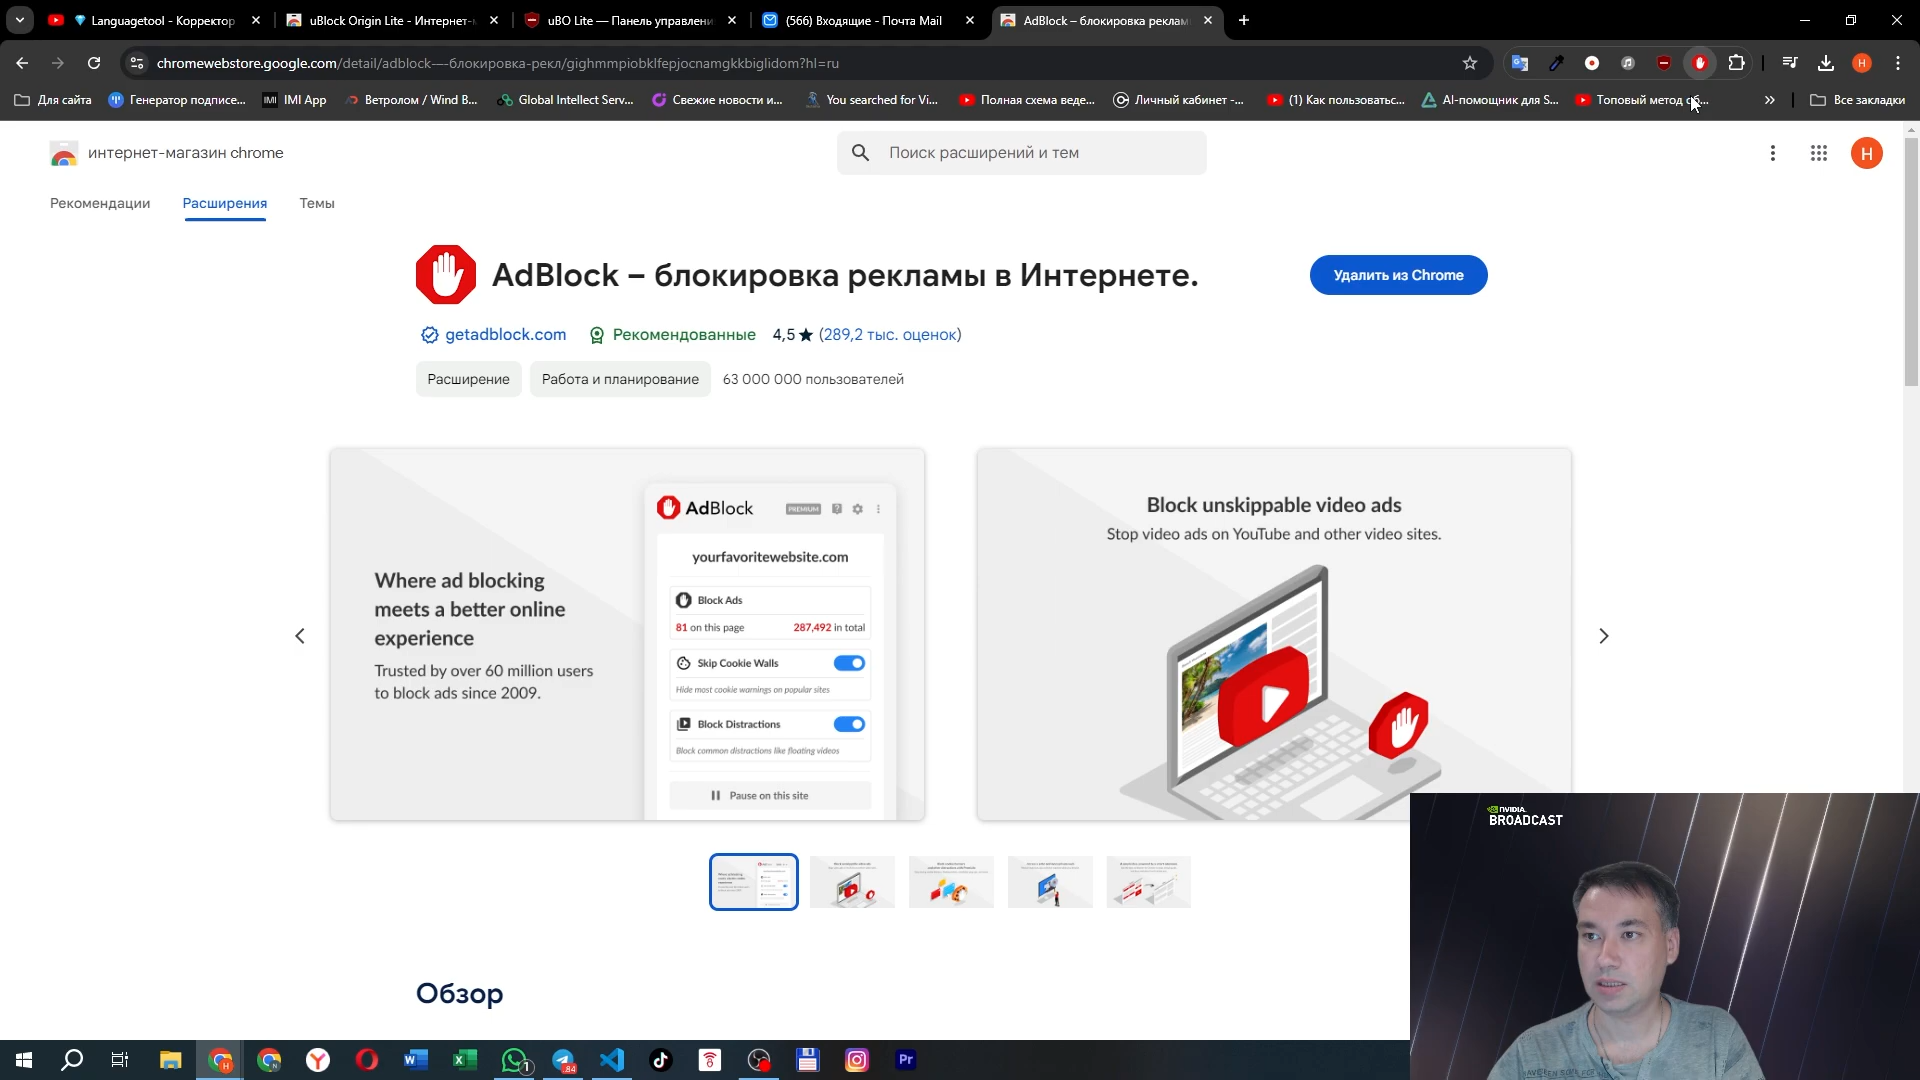 Languagetool - Корректор
uBlock Origin Lite - Интернет-
uBO Lite — Панель управлени
(566) Входящие - Почта Mail
AdBlock – блокировка реклам
chromewebstore.google.com/detail/adblock-—-блокировка-рекл/gighmmpiobklfepjocnamgkkbiglidom?hl=ru
Для сайта
Генератор подписе...
IMI App
Ветролом / Wind B...
Global Intellect Serv...
Свежие новости и...
You searched for Vi...
Полная схема веде...
Личный кабинет -...
(1) Как пользоватьс...
AI-помощник для S...
Топовый метод сб...
Все закладки
интернет-магазин chrome
Поиск расширений и тем
Н
Рекомендации
Расширения
Темы
AdBlock – блокировка рекламы в Интернете.
Удалить из Chrome
getadblock.com
Рекомендованные
4,5 ★ (289,2 тыс. оценок)
Расширение
Работа и планирование
63 000 000 пользователей
Where ad blocking
meets a better online
experience
Trusted by over 60 million users
to block ads since 2009.
AdBlock
PREMIUM
yourfavoritewebsite.com
Block Ads
81 on this page
287,492 in total
Skip Cookie Walls
Hide most cookie warnings on popular sites
Block Distractions
Block common distractions like floating videos
Pause on this site
Block unskippable video ads
Stop video ads on YouTube and other video sites.
NVIDIA
BROADCAST
Обзор